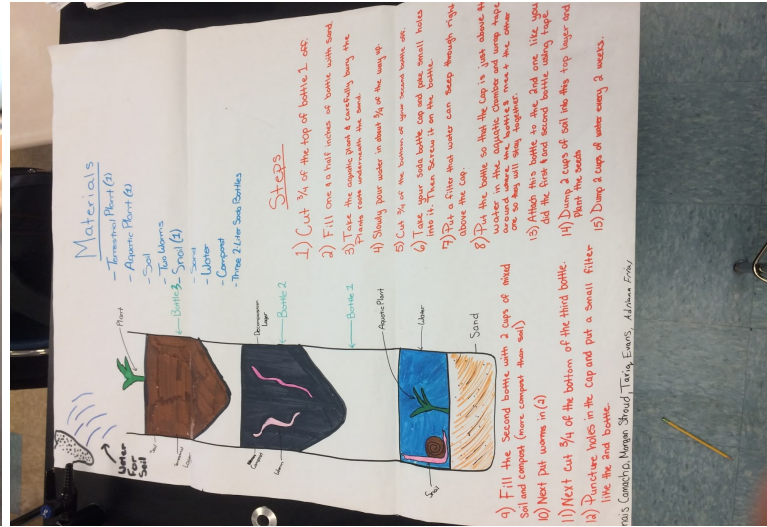 Materials
- Terrestrial Plant (2)
- Aquatic Plant (1)
- Soil
- Two Worms
- Snail (1)
- Sand
- Water
- Compost
- Three 2 Liter Soda Bottles
Steps
1) Cut 3/4 of the top of bottle 1 off.
2) Fill one & a half inches of bottle with sand
3) Take the aquatic plant & carefully bury the
Plants roots underneath the sand.
4) Slowly pour water in about 3/4 of the way up.
5) Cut 3/4 of the bottom of your second bottle off.
6) Take your soda bottle cap and poke small holes
into it. Then screw it on the bottle.
7) Put a filter that water can seep through right
above the cap.
8) Put the bottle so that the cap is just above the
water in the aquatic chamber and wrap tape
around where the bottles meet the other
one so they will stay together.
9) Fill the second bottle with 2 cups of mixed
soil and compost (more compost than soil)
10) Next put worms in (2)
11) Next cut 3/4 of the bottom of the third bottle.
12) Puncture holes in the cap and put a small filter
like the 2nd bottle.
13) Attach this bottle to the 2nd one like you
did the first & and second bottle using tape
14) Dump 2 cups of soil into this top layer and
Plant the seeds
15) Dump 2 cups of water every 2 weeks.
Water
For
Soil
Plant
Bottle 3
Soil
Layer
Decomposition
Layer
Bottle 2
Compost
Worm
Bottle 1
Aquatic Plant
Water
Snail
Sand
Camacho, Morgan Stroud, Tariq Evans, Adriana